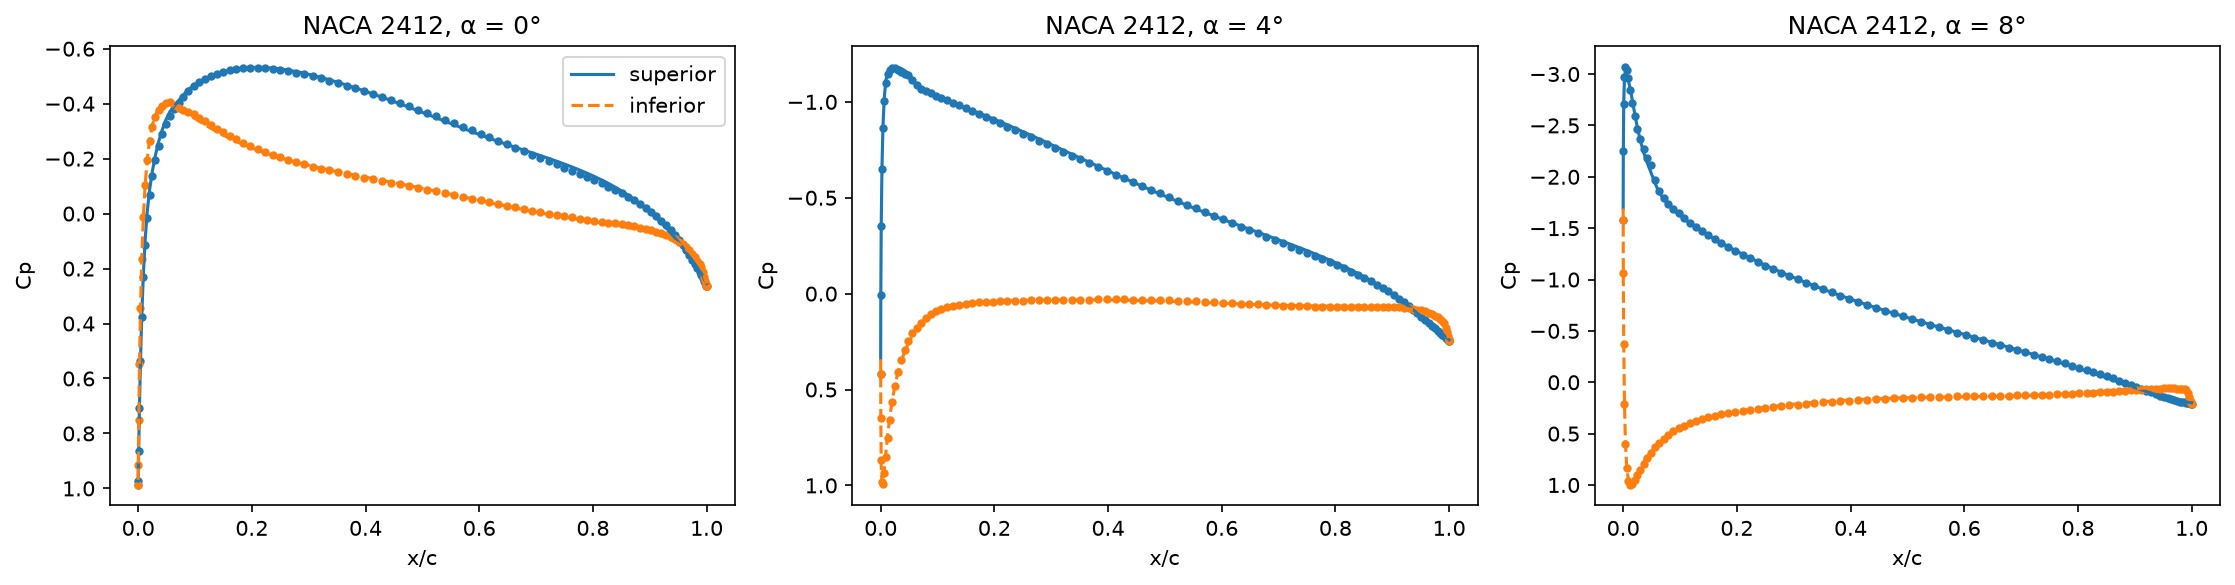 NACA 2412, α = 0°
superior
inferior
Cp
−0.6
−0.4
−0.2
0.0
0.2
0.4
0.6
0.8
1.0
0.0 0.2 0.4 0.6 0.8 1.0
x/c
NACA 2412, α = 4°
Cp
−1.0
−0.5
0.0
0.5
1.0
0.0 0.2 0.4 0.6 0.8 1.0
x/c
NACA 2412, α = 8°
Cp
−3.0
−2.5
−2.0
−1.5
−1.0
−0.5
0.0
0.5
1.0
0.0 0.2 0.4 0.6 0.8 1.0
x/c